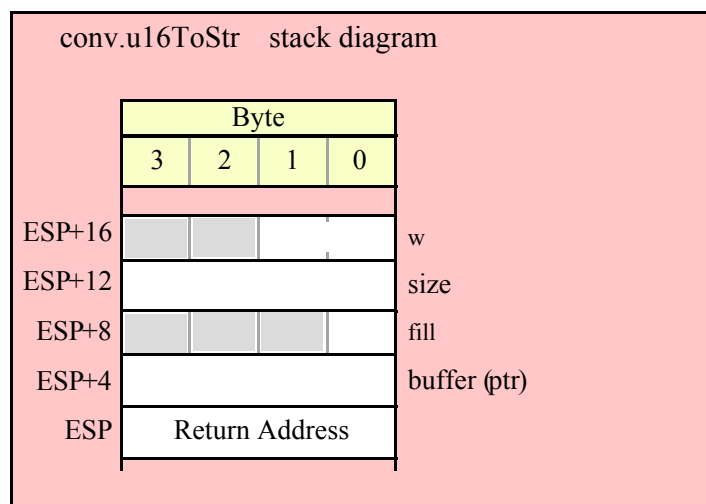 conv.u16ToStr stack diagram
Byte
3 2 1 0
ESP+16 w
ESP+12 size
ESP+8 fill
ESP+4 buffer (ptr)
ESP Return Address